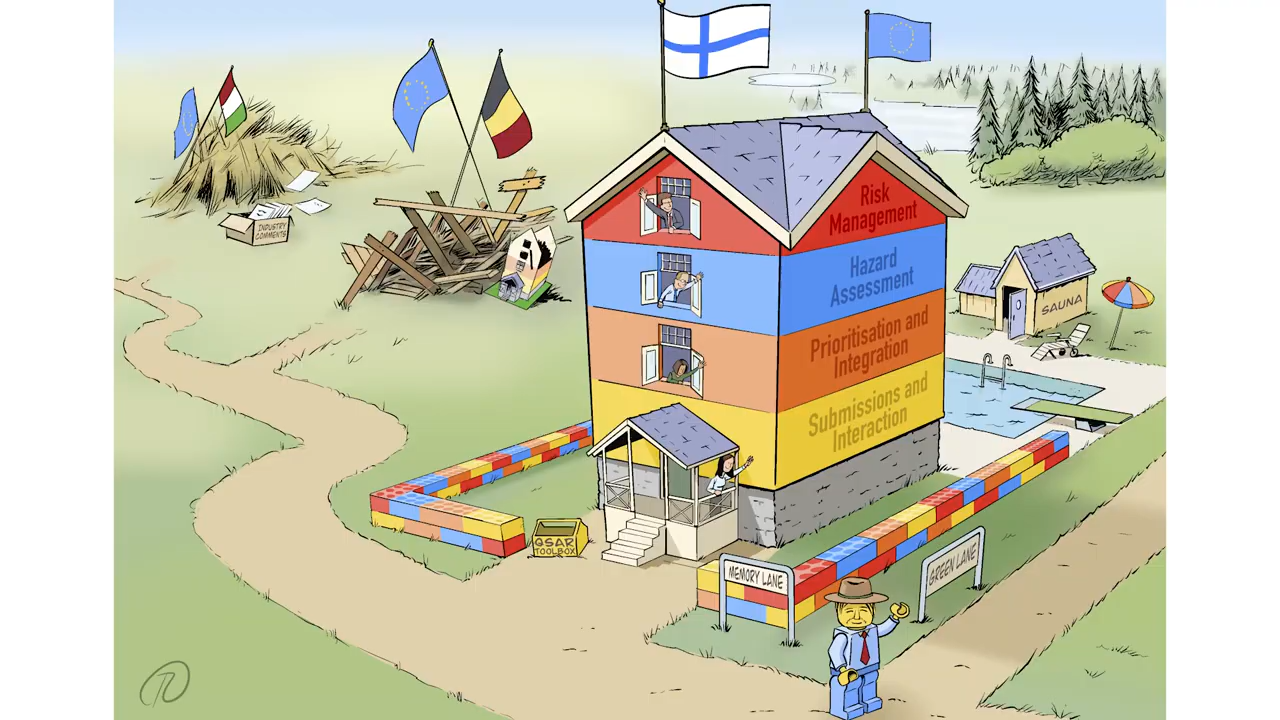 INDUSTRY
COMMENTS
Risk
Management
Hazard
Assessment
Prioritisation and
Integration
Submissions and
Interaction
SAUNA
QSAR
TOOLBOX
MEMORY LANE
GREEN LANE